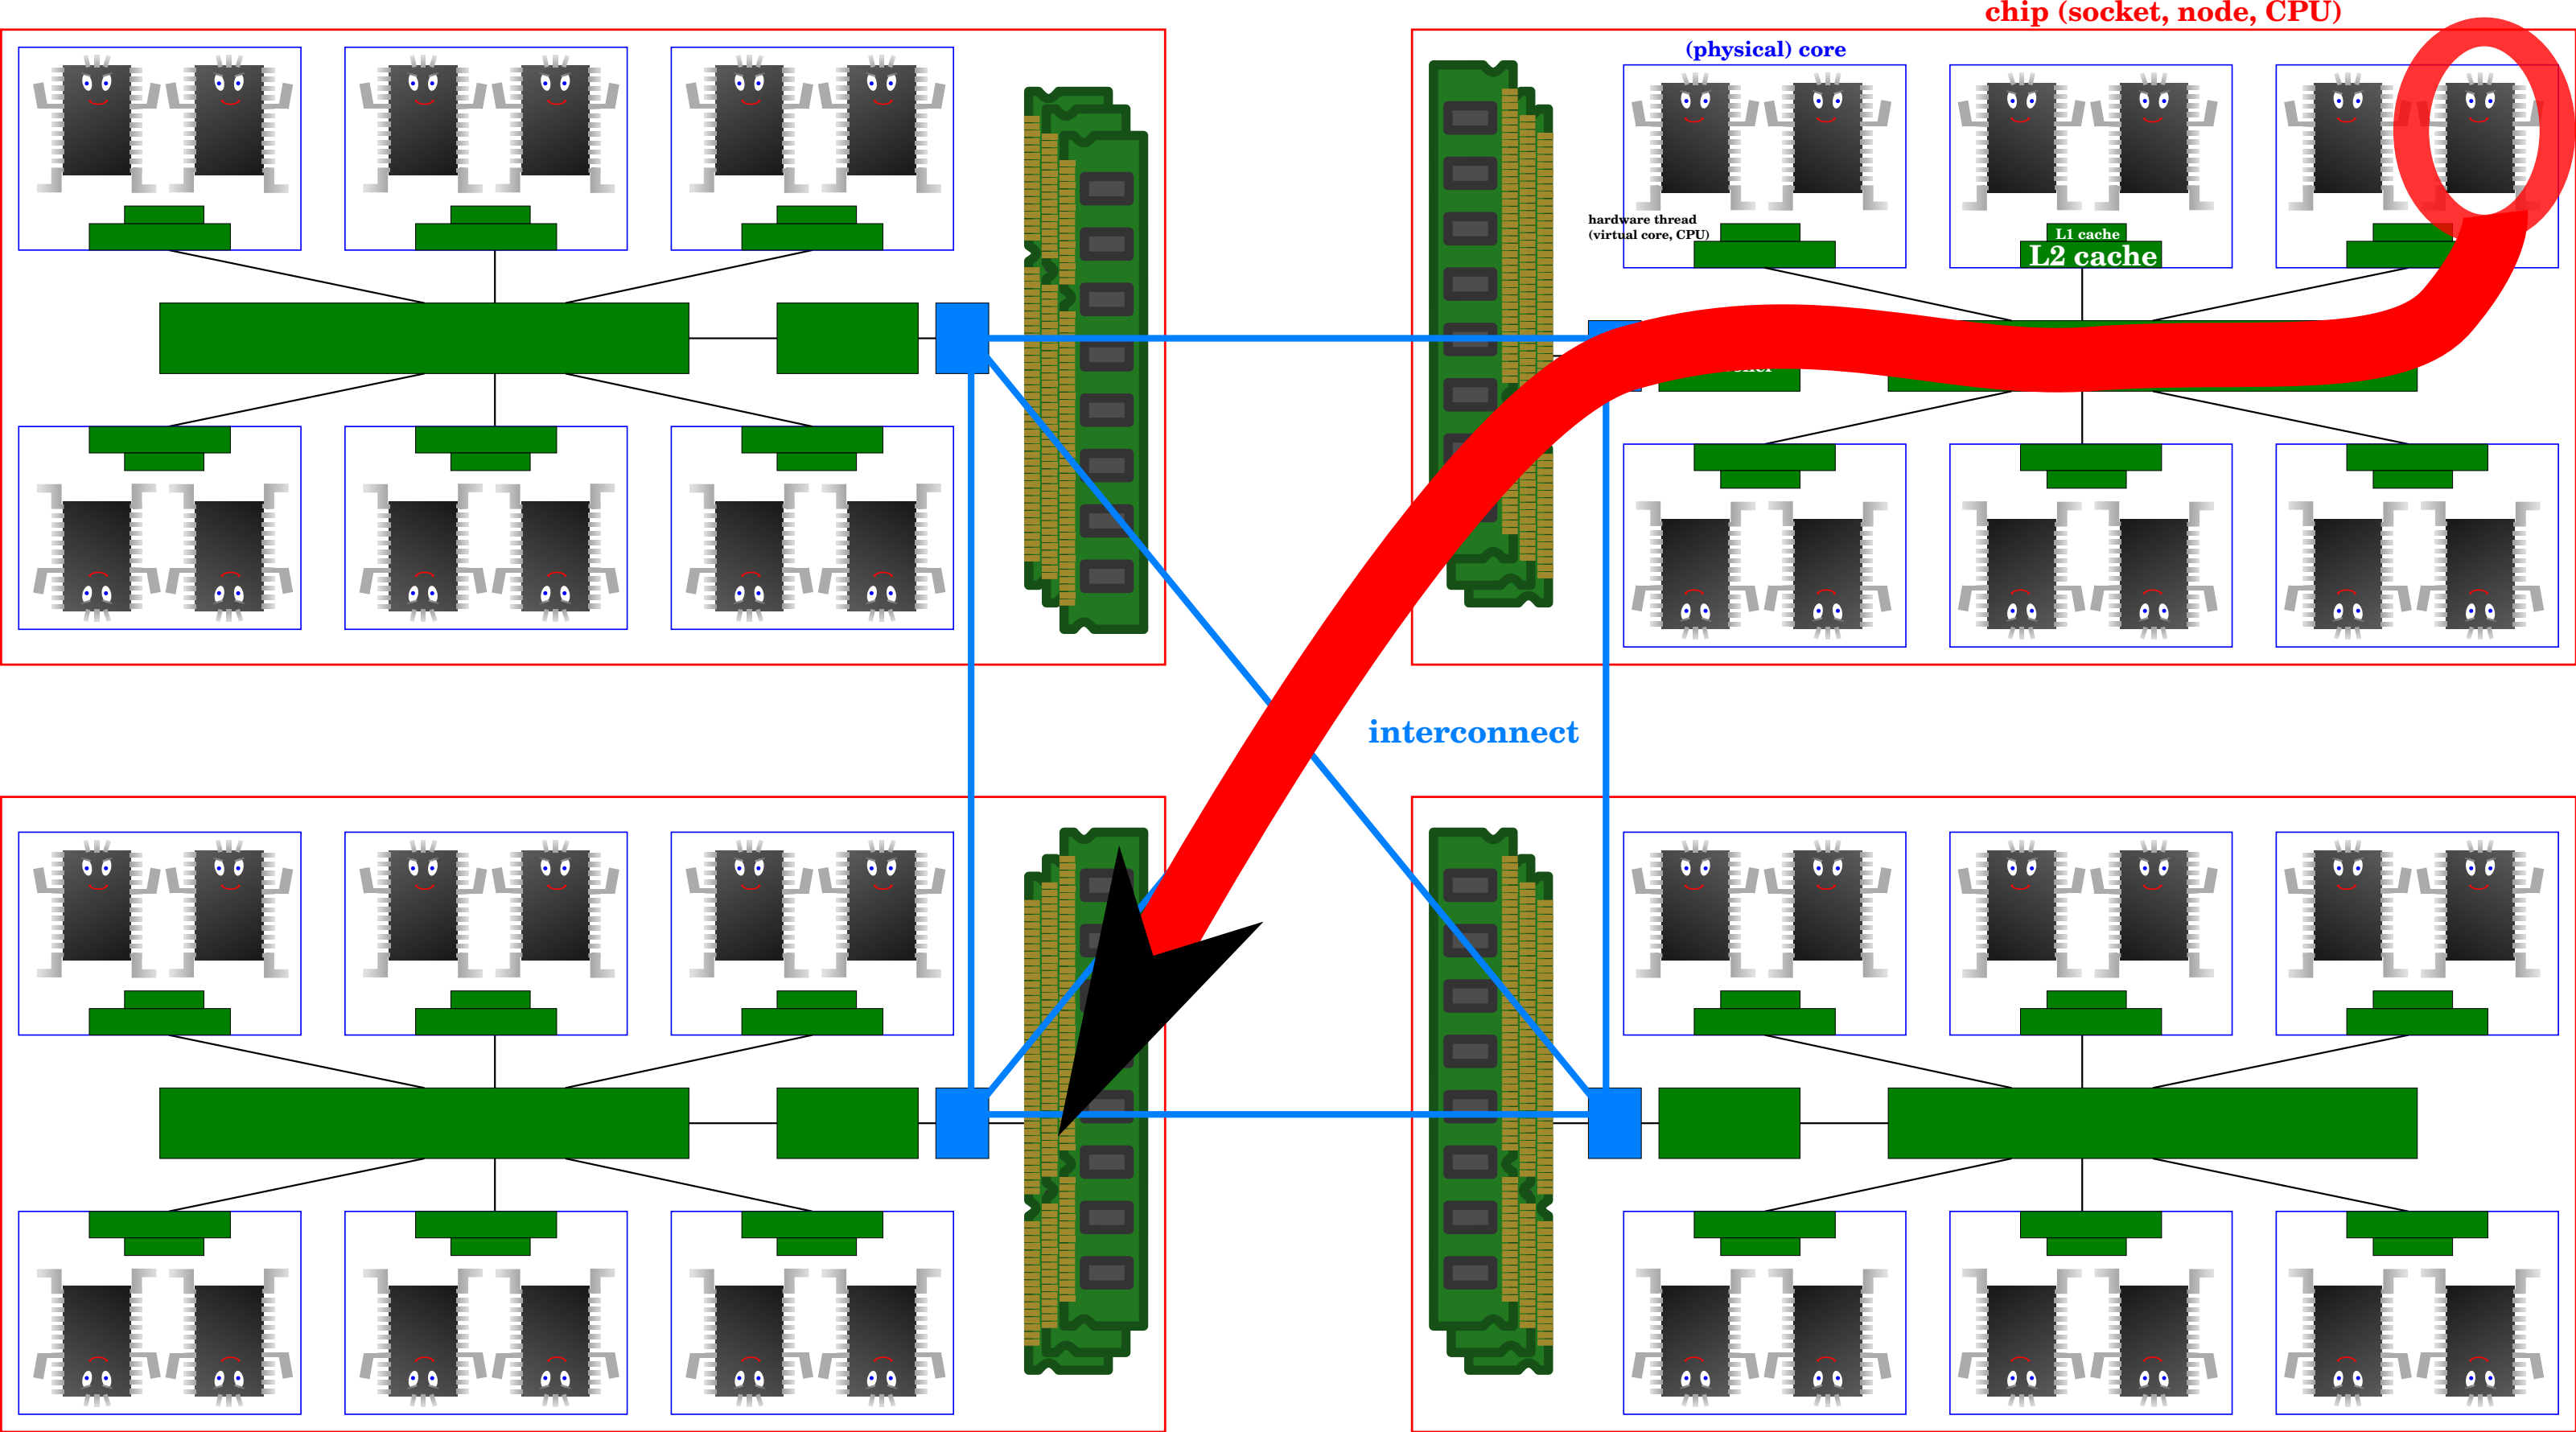 chip (socket, node, CPU)
(physical) core
hardware thread
(virtual core, CPU)
L1 cache
L2 cache
interconnect